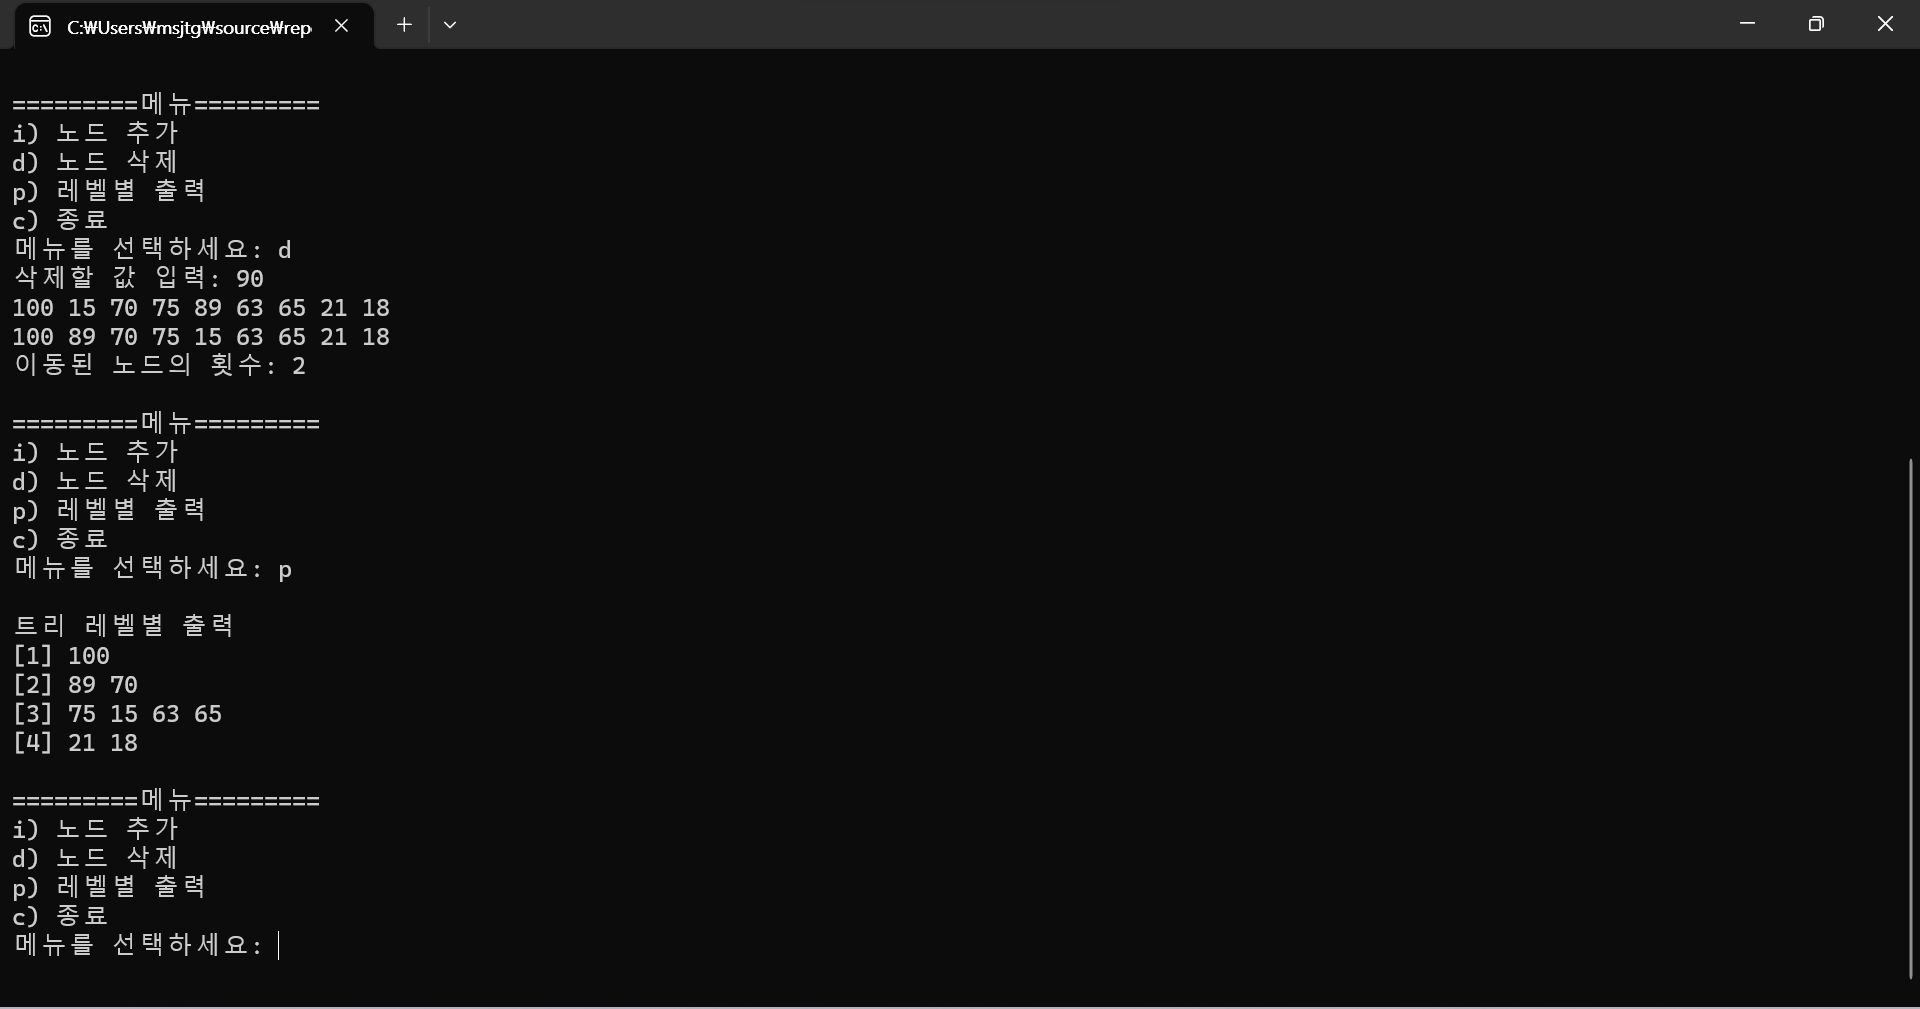 C:₩Users₩msjtg₩source₩rep
=========메뉴=========
i) 노드 추가
d) 노드 삭제
p) 레벨별 출력
c) 종료
메뉴를 선택하세요: d
삭제할 값 입력: 90
100 15 70 75 89 63 65 21 18
100 89 70 75 15 63 65 21 18
이동된 노드의 횟수: 2
=========메뉴=========
i) 노드 추가
d) 노드 삭제
p) 레벨별 출력
c) 종료
메뉴를 선택하세요: p
트리 레벨별 출력
[1] 100
[2] 89 70
[3] 75 15 63 65
[4] 21 18
=========메뉴=========
i) 노드 추가
d) 노드 삭제
p) 레벨별 출력
c) 종료
메뉴를 선택하세요: